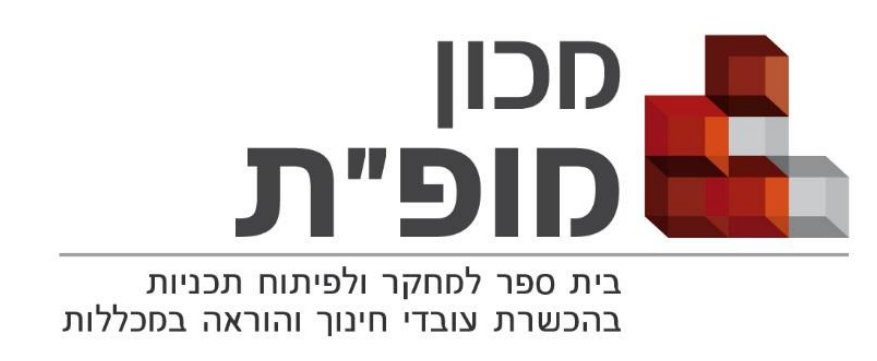 מכון
מופ"ת
בית ספר למחקר ולפיתוח תכניות
בהכשרת עובדי חינוך והוראה במכללות